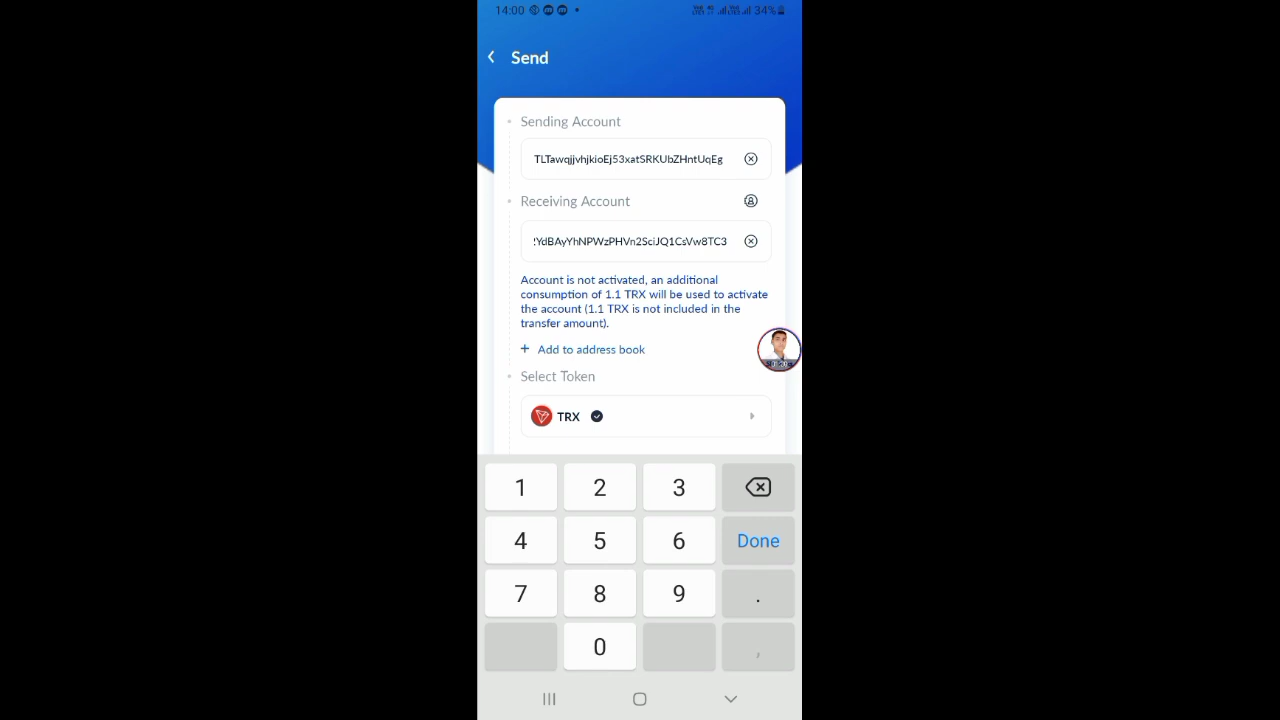 14:00 34%
Send
Sending Account
TLTawqjjvhjkioEj53xatSRKUbZHntUqEg
Receiving Account
YdBAyYhNPWzPHVn2SciJQ1CsVw8TC3
Account is not activated, an additional
consumption of 1.1 TRX will be used to activate
the account (1.1 TRX is not included in the
transfer amount).
+ Add to address book
Select Token
TRX
1 2 3
4 5 6 Done
7 8 9 .
0 ,